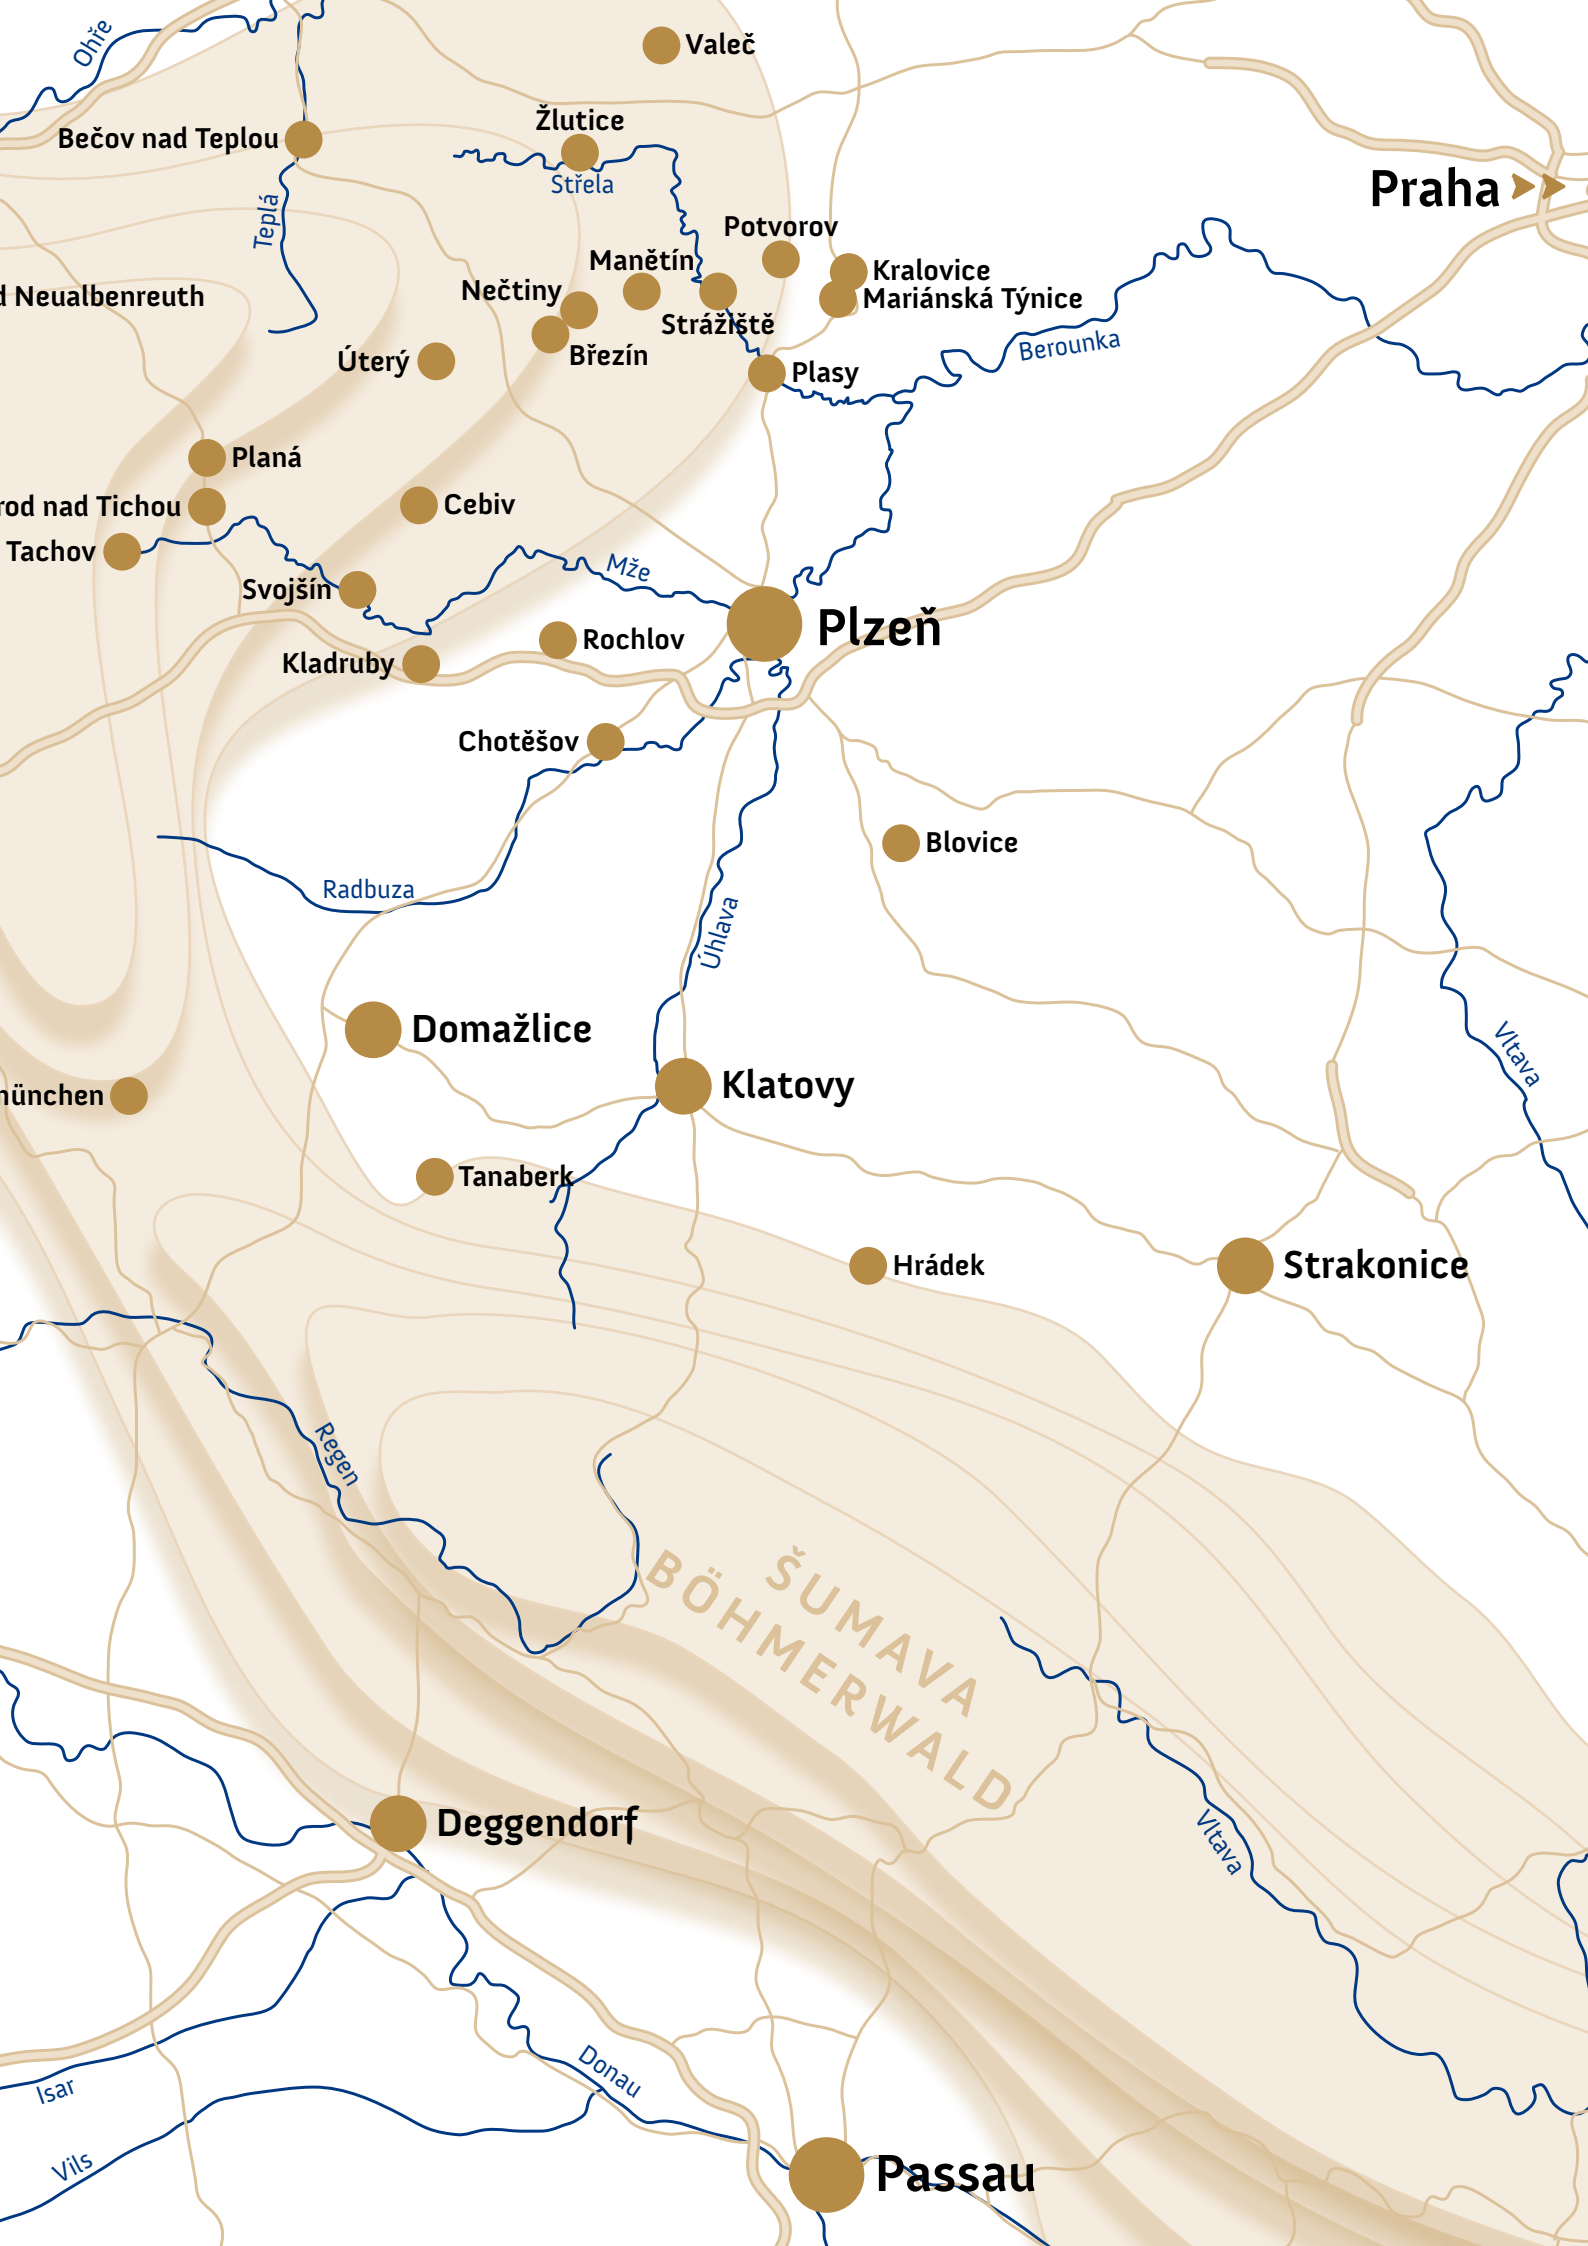 Ohře
Valeč
Žlutice
Bečov nad Teplou
Střela
Praha
Teplá
Potvorov
Manětín
Kralovice
Nečtiny
d Neualbenreuth
Mariánská Týnice
Strážiště
Berounka
Březín
Úterý
Plasy
Planá
Cebiv
rod nad Tichou
Tachov
Mže
Svojšín
Plzeň
Rochlov
Kladruby
Chotěšov
Blovice
Radbuza
Úhlava
Domažlice
Vltava
Klatovy
münchen
Tanaberk
Hrádek
Strakonice
Regen
ŠUMAVA
BÖHMERWALD
Deggendorf
Vltava
Donau
Isar
Vils
Passau